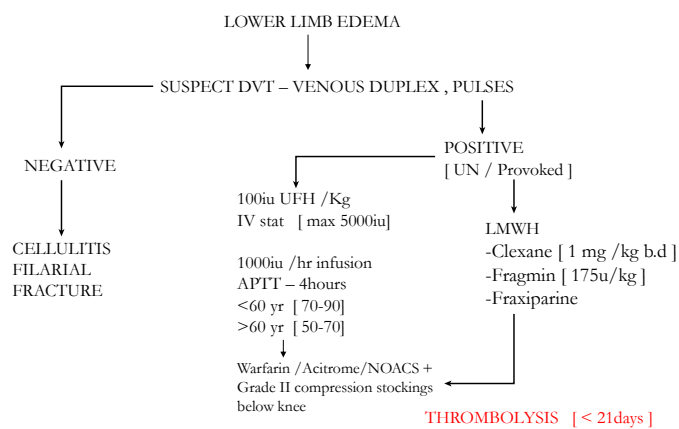 LOWER LIMB EDEMA
SUSPECT DVT – VENOUS DUPLEX , PULSES
NEGATIVE
CELLULITIS
FILARIAL
FRACTURE
POSITIVE
[ UN / Provoked ]
100iu UFH /Kg
IV stat [ max 5000iu]
1000iu /hr infusion
APTT – 4hours
<60 yr [ 70-90]
>60 yr [ 50-70]
LMWH
-Clexane [ 1 mg /kg b.d ]
-Fragmin [ 175u/kg ]
-Fraxiparine
Warfarin /Acitrome/NOACS +
Grade II compression stockings
below knee
THROMBOLYSIS [ < 21days ]